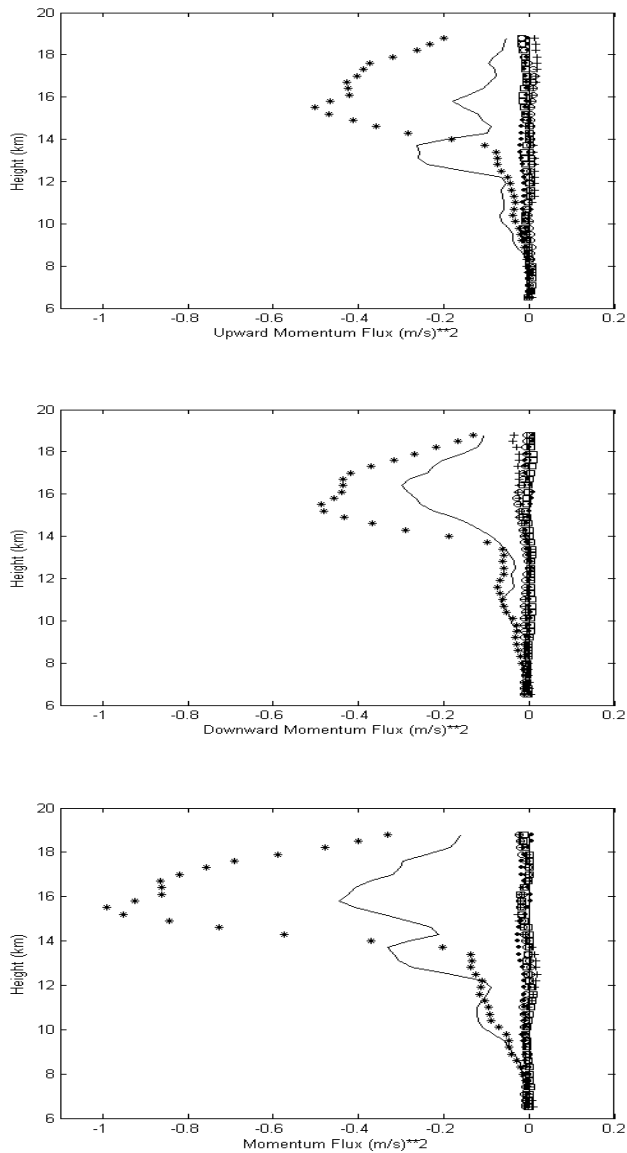 20
18
16
14
12
10
8
6
Height (km)
-1 -0.8 -0.6 -0.4 -0.2 0 0.2
Upward Momentum Flux (m/s)**2
20
18
16
14
12
10
8
6
Height (km)
-1 -0.8 -0.6 -0.4 -0.2 0 0.2
Downward Momentum Flux (m/s)**2
20
18
16
14
12
10
8
6
Height (km)
-1 -0.8 -0.6 -0.4 -0.2 0 0.2
Momentum Flux (m/s)**2